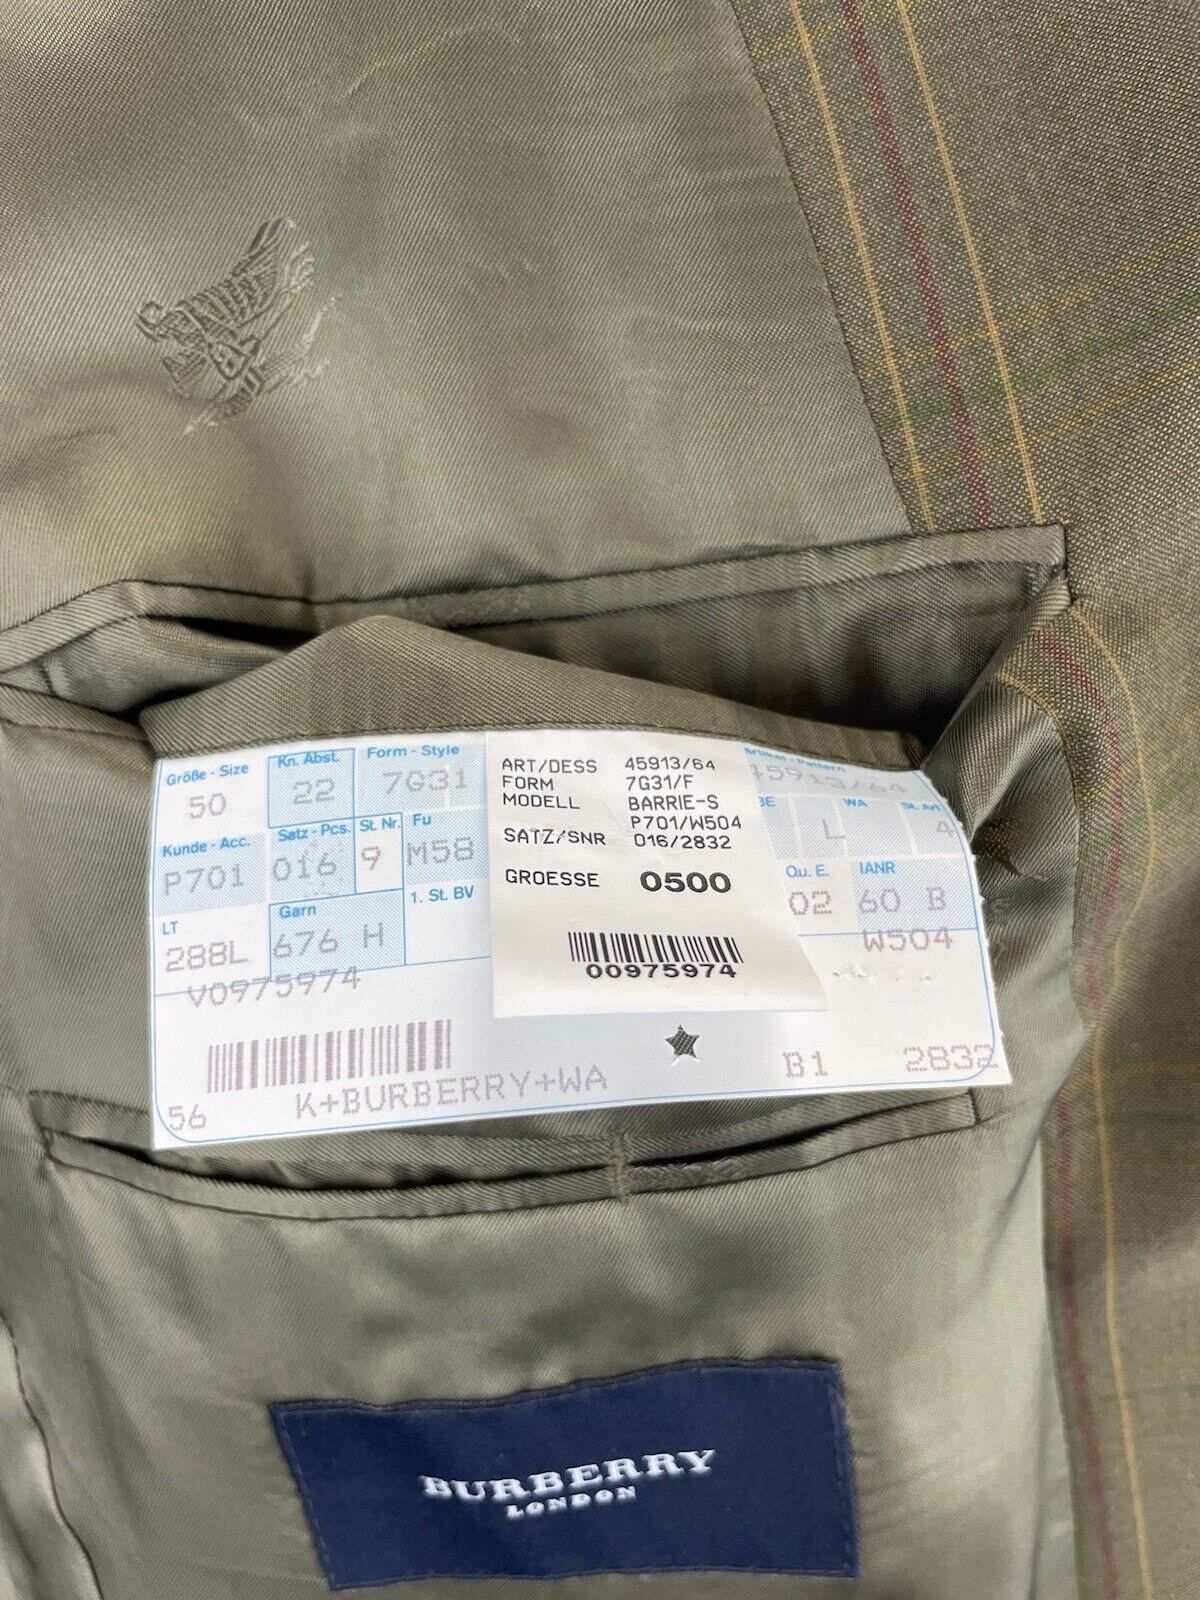 Größe - Size
50
Kn. Abst.
22
Form - Style
7G31
Kunde - Acc.
P701
Satz - Pcs.
016
St. Nr.
9
Fu
M58
LT
288L
Garn
676 H
1. St. BV
V0975974
56
K+BURBERRY+WA
ART/DESS 45913/64
FORM 7G31/F
MODELL BARRIE-S
P701/W504
SATZ/SNR 016/2832
GROESSE 0500
00975974
Artikel - Pattern
45913/64
BE
L
WA
St. Art
4
Qu. E.
02
IANR
60 B
W504
B1
2832
BURBERRY
LONDON